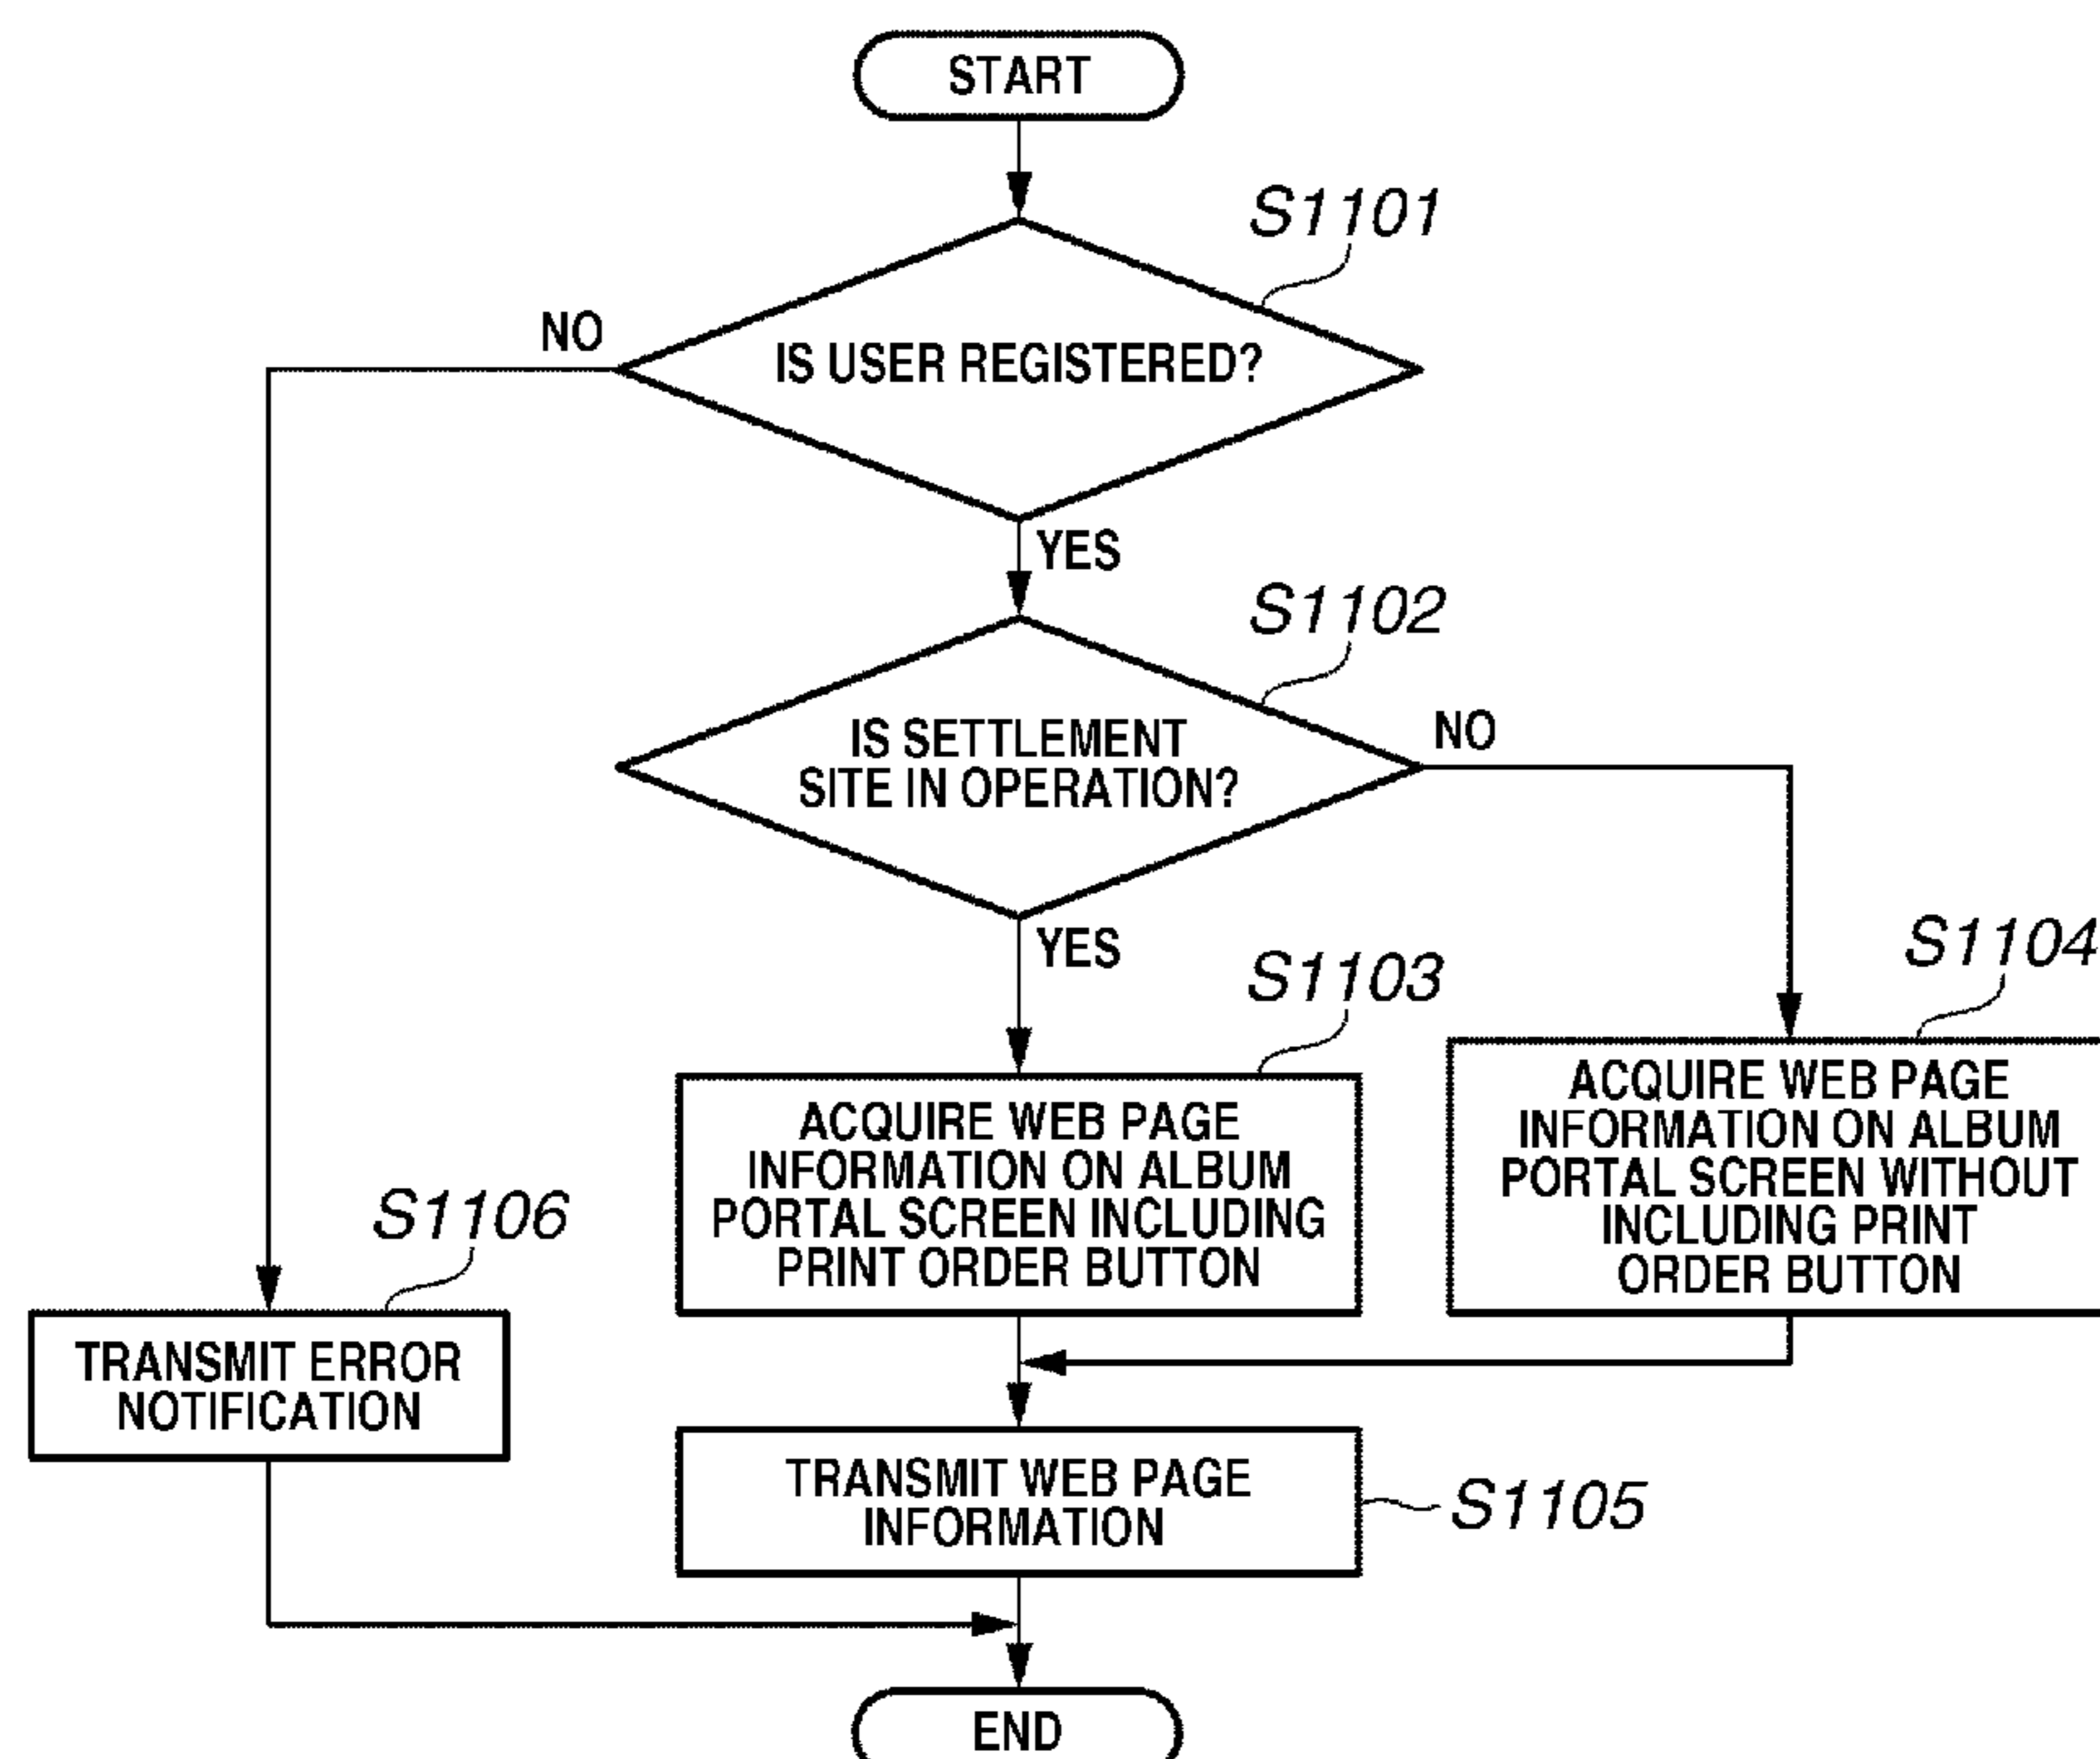 START
S1101
NO
IS USER REGISTERED?
YES
S1102
IS SETTLEMENT
SITE IN OPERATION?
NO
YES
S1103
S1104
ACQUIRE WEB PAGE
INFORMATION ON ALBUM
PORTAL SCREEN INCLUDING
PRINT ORDER BUTTON
ACQUIRE WEB PAGE
INFORMATION ON ALBUM
PORTAL SCREEN WITHOUT
INCLUDING PRINT
ORDER BUTTON
S1106
TRANSMIT ERROR
NOTIFICATION
TRANSMIT WEB PAGE
INFORMATION
S1105
END